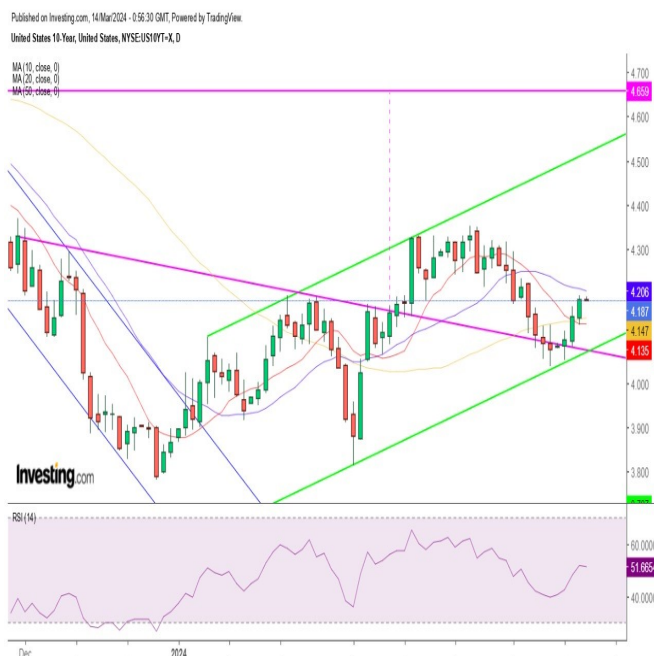 Published on Investing.com, 14/Mar/2024 - 0:56:30 GMT, Powered by TradingView.
United States 10-Year, United States, NYSE:US10YT=X, D
MA (10, close, 0)
MA (20, close, 0)
MA (50, close, 0)
4.700
4.659
4.600
4.500
4.400
4.300
4.206
4.187
4.147
4.135
4.000
3.900
3.800
Investing.com
RSI (14)
60.0000
51.6654
40.0000
Dec
2024